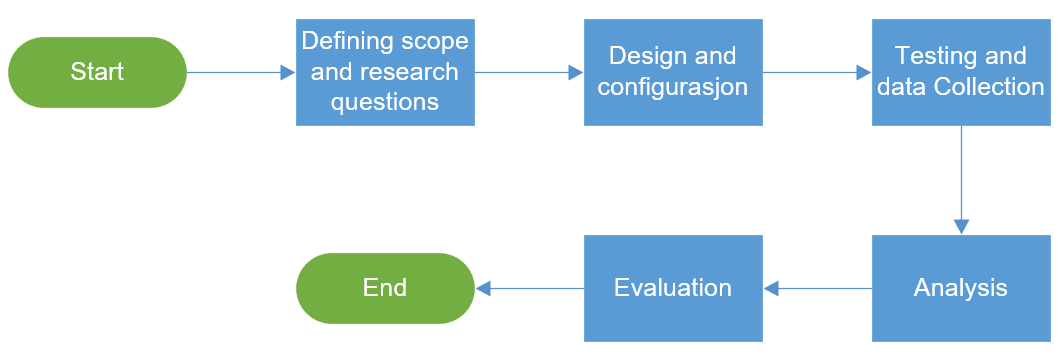 Start
Defining scope
and research
questions
Design and
configurasjon
Testing and
data Collection
Analysis
Evaluation
End